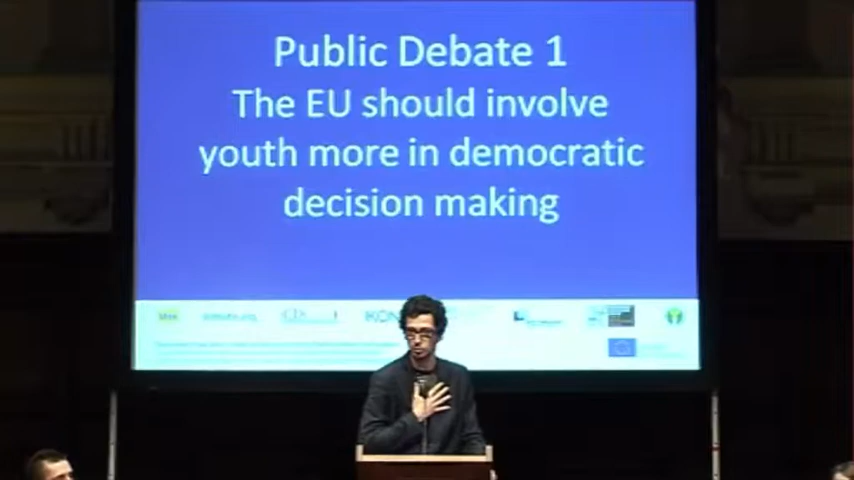 Public Debate 1
The EU should involve
youth more in democratic
decision making